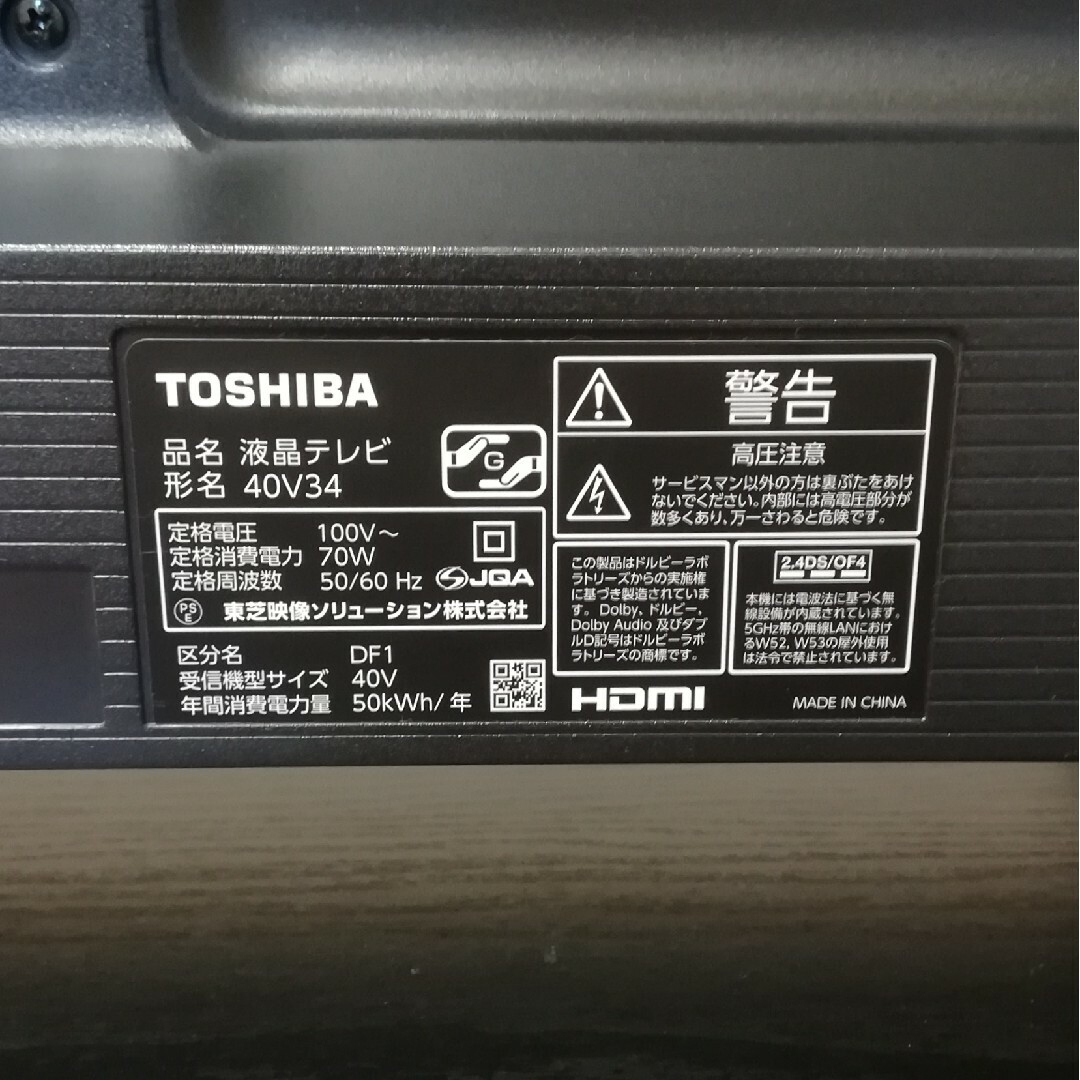 TOSHIBA
品名 液晶テレビ
形名 40V34
G
定格電圧 100V～
定格消費電力 70W
定格周波数 50/60 Hz
JQA
PSE
東芝映像ソリューション株式会社
区分名 DF1
受信機型サイズ 40V
年間消費電力量 50kWh/年
警告
高圧注意
サービスマン以外の方は裏ぶたをあけ
ないでください。内部には高電圧部分が
数多くあり、万一さわると危険です。
この製品はドルビーラボ
ラトリーズからの実施権
に基づき製造されていま
す。Dolby、ドルビー、
Dolby Audio 及びダブ
ルD記号はドルビーラボ
ラトリーズの商標です。
2.4DS/OF4
本機には電波法に基づく無
線設備が内蔵されています。
5GHz帯の無線LANにおけ
るW52, W53の屋外使用
は法令で禁止されています。
HDMI
MADE IN CHINA